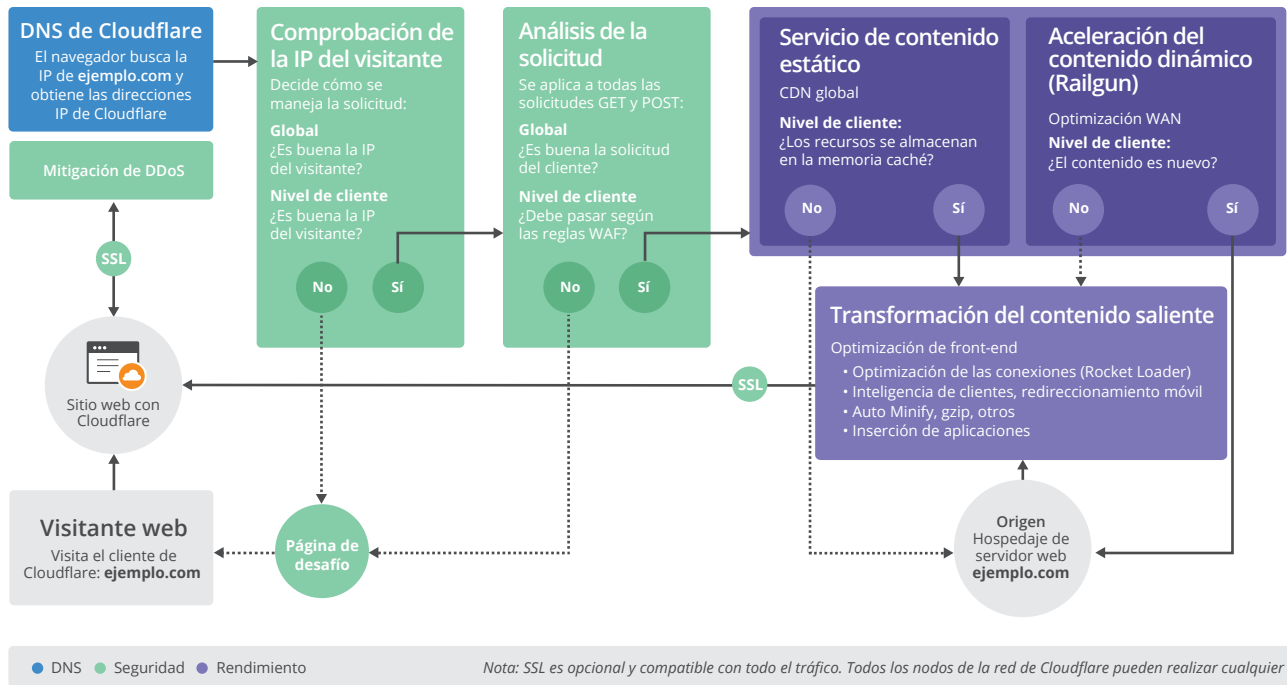 DNS de Cloudflare
El navegador busca la
IP de ejemplo.com y
obtiene las direcciones
IP de Cloudflare
Mitigación de DDoS
SSL
Sitio web con
Cloudflare
Visitante web
Visita el cliente de
Cloudflare: ejemplo.com
Comprobación de
la IP del visitante
Decide cómo se
maneja la solicitud:
Global
¿Es buena la IP
del visitante?
Nivel de cliente
¿Es buena la IP
del visitante?
No
Sí
Página de
desafío
Análisis de la
solicitud
Se aplica a todas las
solicitudes GET y POST:
Global
¿Es buena la solicitud
del cliente?
Nivel de cliente
¿Debe pasar según
las reglas WAF?
No
Sí
SSL
Servicio de contenido
estático
CDN global
Nivel de cliente:
¿Los recursos se almacenan
en la memoria caché?
No
Sí
Aceleración del
contenido dinámico
(Railgun)
Optimización WAN
Nivel de cliente:
¿El contenido es nuevo?
No
Sí
Transformación del contenido saliente
Optimización de front-end
• Optimización de las conexiones (Rocket Loader)
• Inteligencia de clientes, redireccionamiento móvil
• Auto Minify, gzip, otros
• Inserción de aplicaciones
Origen
Hospedaje de
servidor web
ejemplo.com
DNS
Seguridad
Rendimiento
Nota: SSL es opcional y compatible con todo el tráfico. Todos los nodos de la red de Cloudflare pueden realizar cualquier